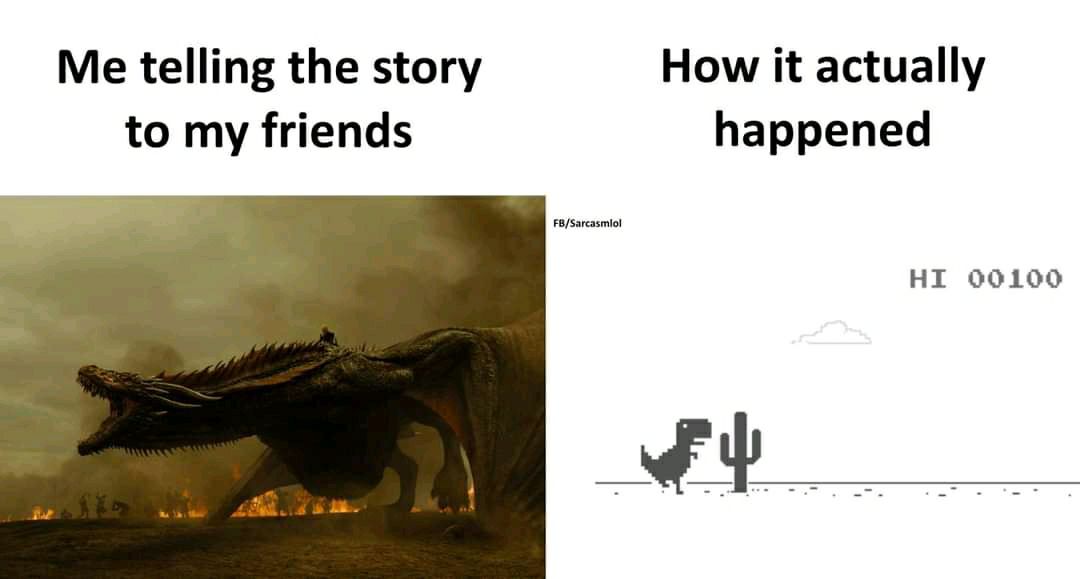 Me telling the story
to my friends
How it actually
happened
FB/Sarcasmlol
HI 00100